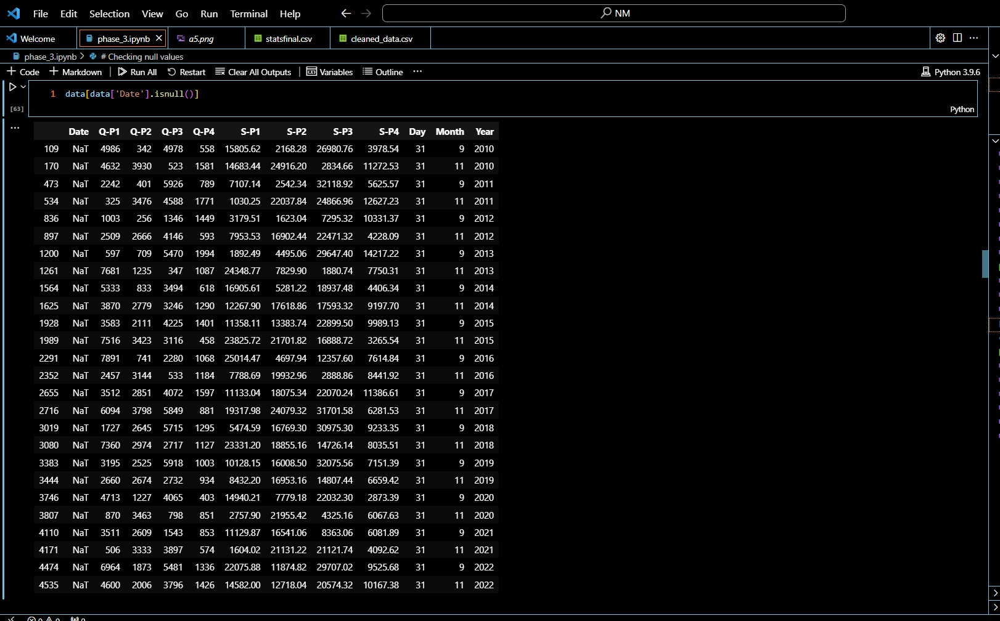 File Edit Selection View Go Run Terminal Help NM
Welcome phase_3.ipynb a5.png statsfinal.csv cleaned_data.csv
phase_3.ipynb > # Checking null values
+ Code + Markdown | Run All Restart Clear All Outputs | Variables Outline ... Python 3.9.6
1 data[data['Date'].isnull()]
[63]
Python
Date Q-P1 Q-P2 Q-P3 Q-P4 S-P1 S-P2 S-P3 S-P4 Day Month Year
109 NaT 4986 342 4978 558 15805.62 2168.28 26980.76 3978.54 31 9 2010
170 NaT 4632 3930 523 1581 14683.44 24916.20 2834.66 11272.53 31 11 2010
473 NaT 2242 401 5926 789 7107.14 2542.34 32118.92 5625.57 31 9 2011
534 NaT 325 3476 4588 1771 1030.25 22037.84 24866.96 12627.23 31 11 2011
836 NaT 1003 256 1346 1449 3179.51 1623.04 7295.32 10331.37 31 9 2012
897 NaT 2509 2666 4146 593 7953.53 16902.44 22471.32 4228.09 31 11 2012
1200 NaT 597 709 5470 1994 1892.49 4495.06 29647.40 14217.22 31 9 2013
1261 NaT 7681 1235 347 1087 24348.77 7829.90 1880.74 7750.31 31 11 2013
1564 NaT 5333 833 3494 618 16905.61 5281.22 18937.48 4406.34 31 9 2014
1625 NaT 3870 2779 3246 1290 12267.90 17618.86 17593.32 9197.70 31 11 2014
1928 NaT 3583 2111 4225 1401 11358.11 13383.74 22899.50 9989.13 31 9 2015
1989 NaT 7516 3423 3116 458 23825.72 21701.82 16888.72 3265.54 31 11 2015
2291 NaT 7891 741 2280 1068 25014.47 4697.94 12357.60 7614.84 31 9 2016
2352 NaT 2457 3144 533 1184 7788.69 19932.96 2888.86 8441.92 31 11 2016
2655 NaT 3512 2851 4072 1597 11133.04 18075.34 22070.24 11386.61 31 9 2017
2716 NaT 6094 3798 5849 881 19317.98 24079.32 31701.58 6281.53 31 11 2017
3019 NaT 1727 2645 5715 1295 5474.59 16769.30 30975.30 9233.35 31 9 2018
3080 NaT 7360 2974 2717 1127 23331.20 18855.16 14726.14 8035.51 31 11 2018
3383 NaT 3195 2525 5918 1003 10128.15 16008.50 32075.56 7151.39 31 9 2019
3444 NaT 2660 2674 2732 934 8432.20 16953.16 14807.44 6659.42 31 11 2019
3746 NaT 4713 1227 4065 403 14940.21 7779.18 22032.30 2873.39 31 9 2020
3807 NaT 870 3463 798 851 2757.90 21955.42 4325.16 6067.63 31 11 2020
4110 NaT 3511 2609 1543 853 11129.87 16541.06 8363.06 6081.89 31 9 2021
4171 NaT 506 3333 3897 574 1604.02 21131.22 21121.74 4092.62 31 11 2021
4474 NaT 6964 1873 5481 1336 22075.88 11874.82 29707.02 9525.68 31 9 2022
4535 NaT 4600 2006 3796 1426 14582.00 12718.04 20574.32 10167.38 31 11 2022